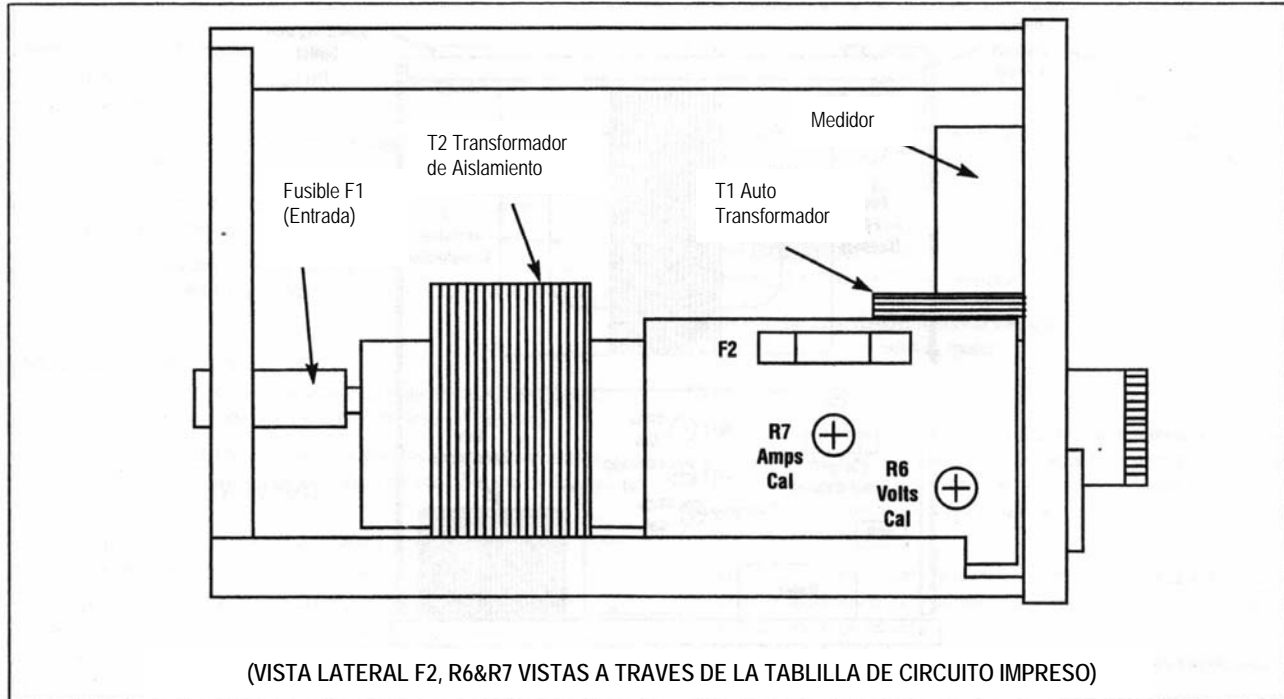 Medidor
T2 Transformador
de Aislamiento
Fusible F1
(Entrada)
T1 Auto
Transformador
F2
R7
Amps
Cal
R6
Volts
Cal
(VISTA LATERAL F2, R6&R7 VISTAS A TRAVES DE LA TABLILLA DE CIRCUITO IMPRESO)